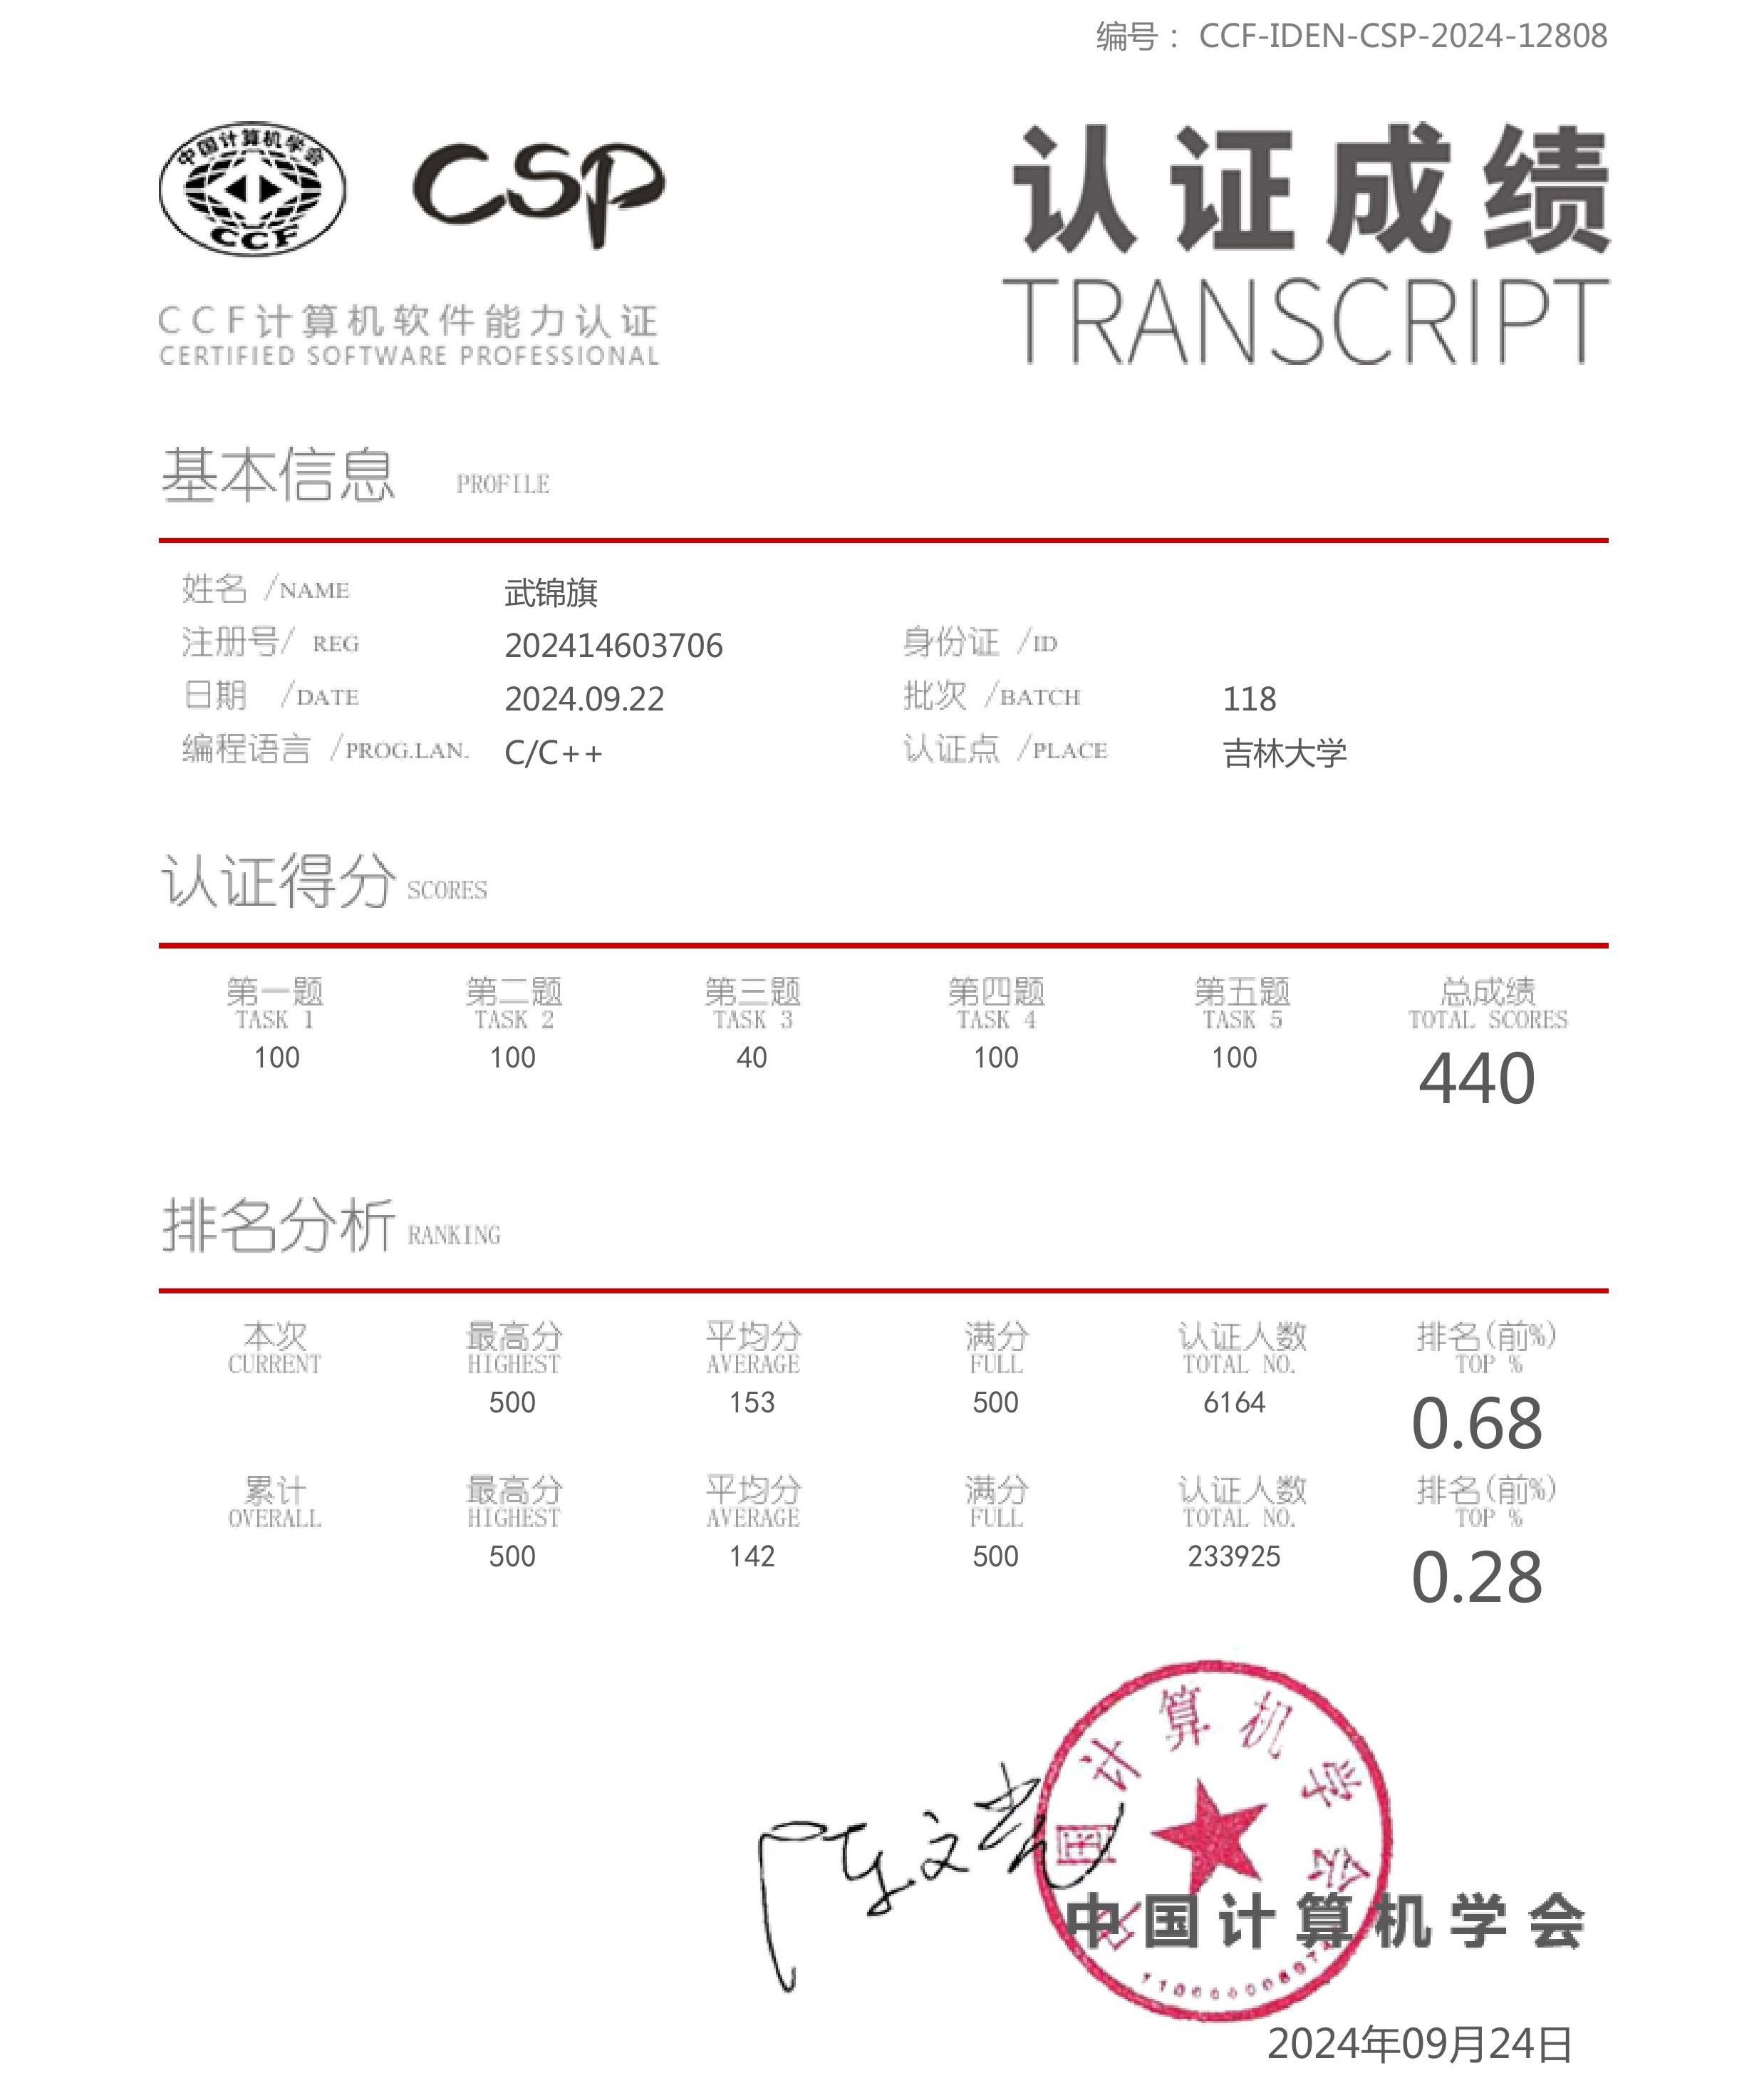 编号： CCF-IDEN-CSP-2024-12808
中国计算机学会
CCF
CSP
认证成绩
TRANSCRIPT
CCF计算机软件能力认证
CERTIFIED SOFTWARE PROFESSIONAL
基本信息 PROFILE
姓名 /NAME 武锦旗
注册号/ REG 202414603706 身份证 /ID
日期 /DATE 2024.09.22 批次 /BATCH 118
编程语言 /PROG.LAN. C/C++ 认证点 /PLACE 吉林大学
认证得分 SCORES
第一题 第二题 第三题 第四题 第五题 总成绩
TASK 1 TASK 2 TASK 3 TASK 4 TASK 5 TOTAL SCORES
100 100 40 100 100 440
排名分析 RANKING
本次 最高分 平均分 满分 认证人数 排名(前%)
CURRENT HIGHEST AVERAGE FULL TOTAL NO. TOP %
500 153 500 6164 0.68
累计 最高分 平均分 满分 认证人数 排名(前%)
OVERALL HIGHEST AVERAGE FULL TOTAL NO. TOP %
500 142 500 233925 0.28
中国计算机学会
中国计算机学会
2024年09月24日